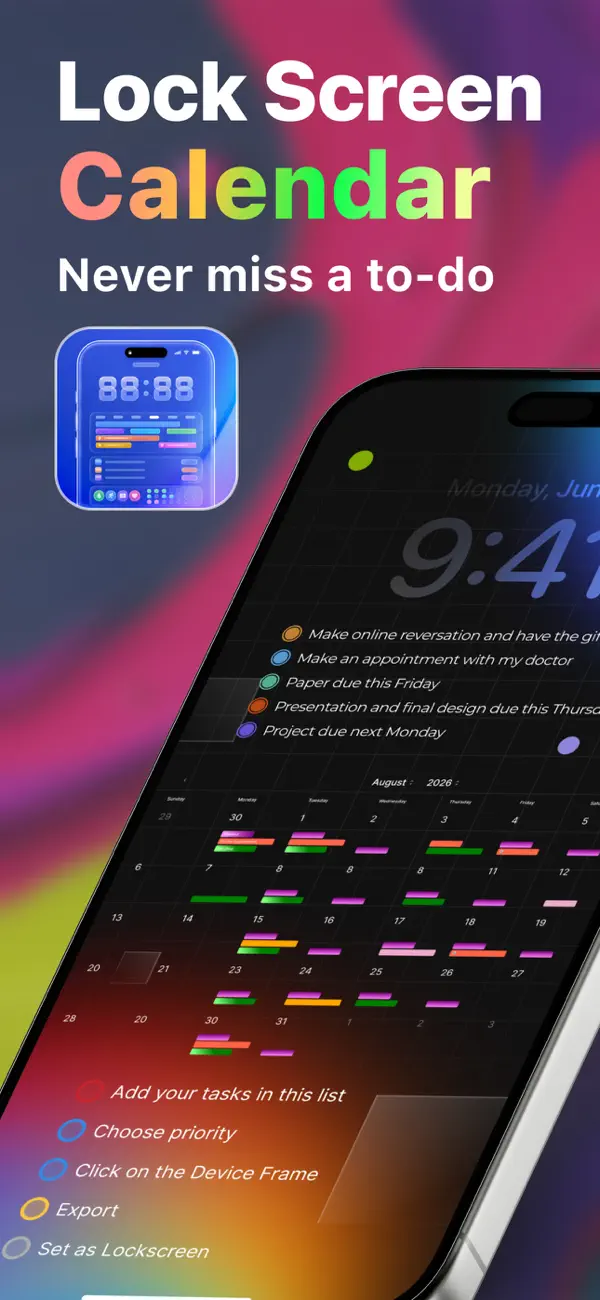 Lock Screen
Calendar
Never miss a to-do
88:88
Monday, Jun
9:41
Make online reversation and have the gif
Make an appointment with my doctor
Paper due this Friday
Presentation and final design due this Thursd
Project due next Monday
August 2026
Sunday Monday Tuesday Wednesday Thursday Friday Satu
29 30 1 2 3 4 5
6 7 8 8 8 11 12
13 14 15 16 17 18 19
20 21 23 24 25 26 27
28 20 30 31 1 2 3
Add your tasks in this list
Choose priority
Click on the Device Frame
Export
Set as Lockscreen